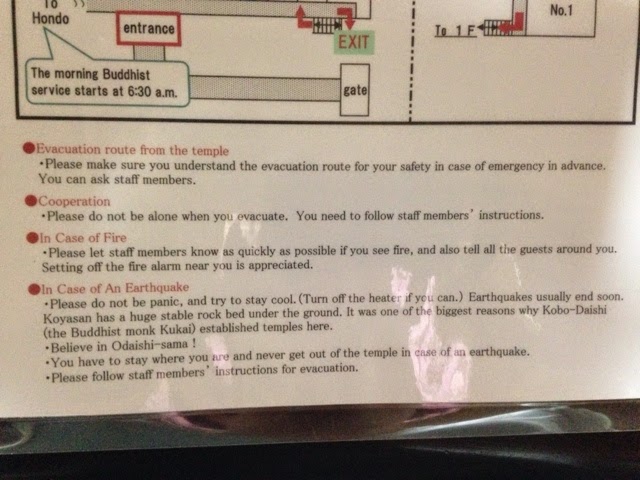 To
Hondo
entrance
EXIT
The morning Buddhist
service starts at 6:30 a.m.
gate
No.1
To 1 F
●Evacuation route from the temple
・Please make sure you understand the evacuation route for your safety in case of emergency in advance.
You can ask staff members.
●Cooperation
・Please do not be alone when you evacuate. You need to follow staff members' instructions.
●In Case of Fire
・Please let staff members know as quickly as possible if you see fire, and also tell all the guests around you.
Setting off the fire alarm near you is appreciated.
●In Case of An Earthquake
・Please do not be panic, and try to stay cool. (Turn off the heater if you can.) Earthquakes usually end soon.
Koyasan has a huge stable rock bed under the ground. It was one of the biggest reasons why Kobo-Daishi
(the Buddhist monk Kukai) established temples here.
・Believe in Odaishi-sama !
・You have to stay where you are and never get out of the temple in case of an earthquake.
・Please follow staff members' instructions for evacuation.